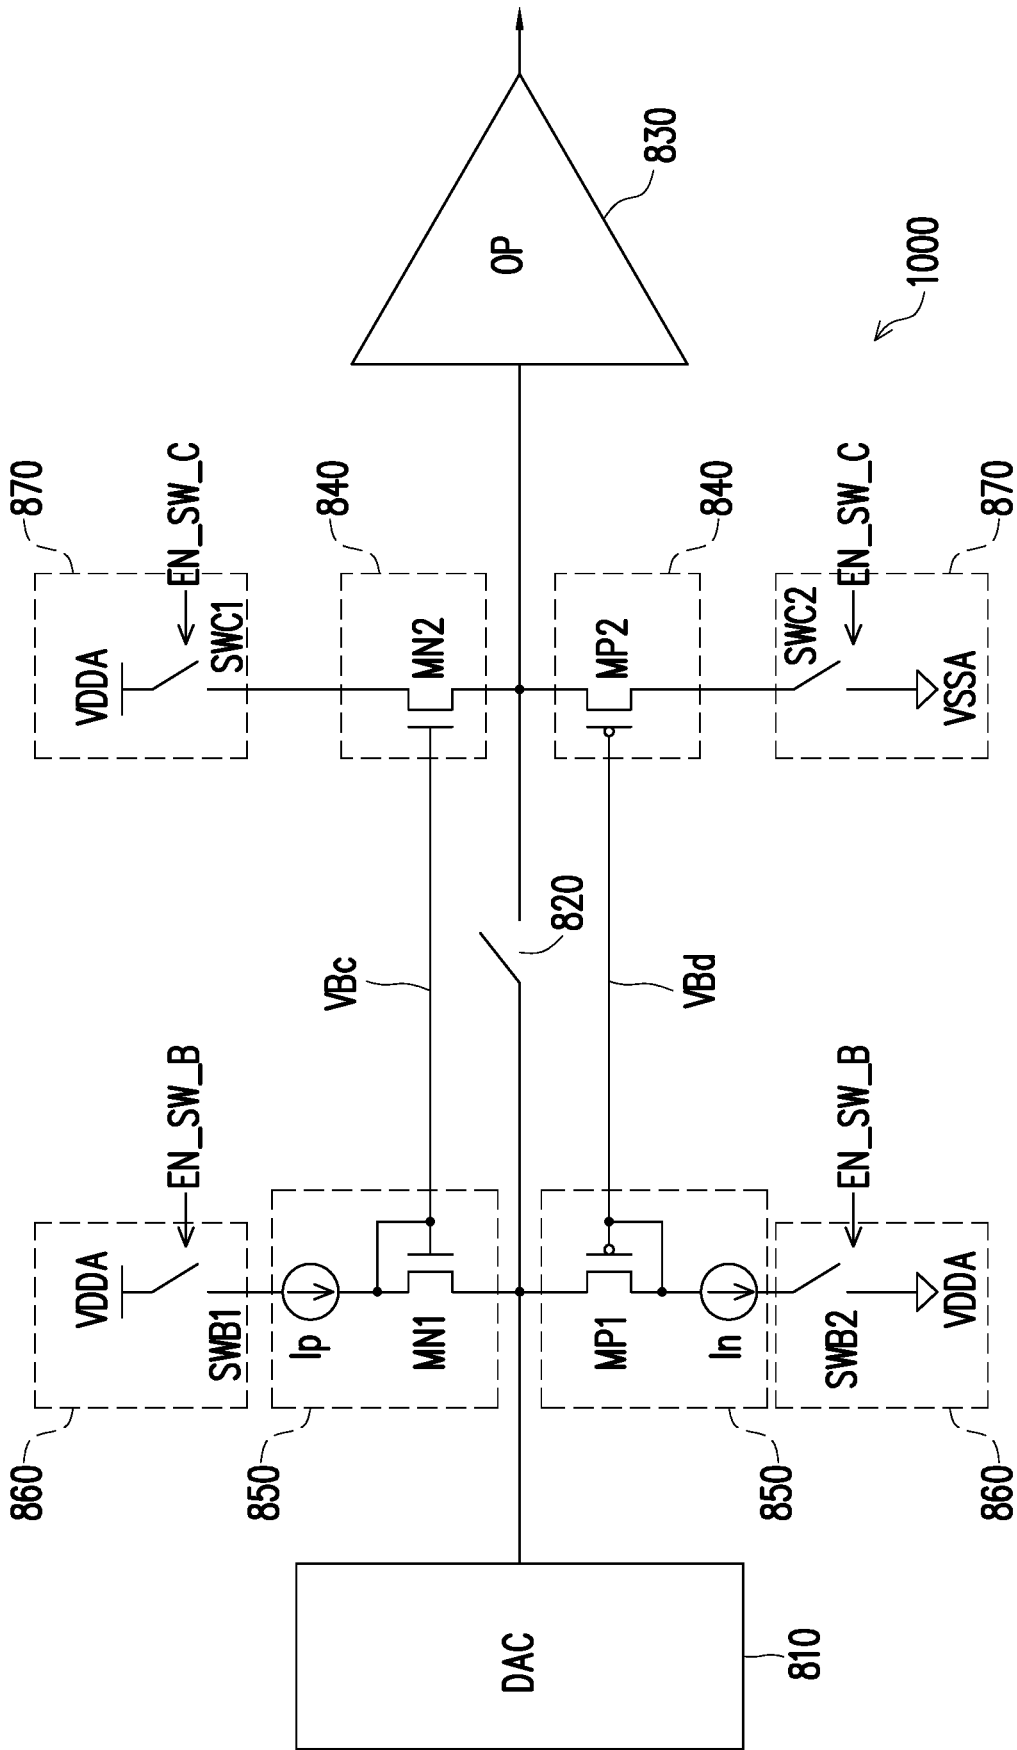 870
EN_SW_C
VDDA
SWC1
840
MN2
OP
830
1000
840
MP2
SWC2
EN_SW_C
VSSA
870
VBc
820
VBd
860
EN_SW_B
VDDA
SWB1
850
Ip
MN1
MP1
In
850
SWB2
EN_SW_B
VDDA
860
DAC
810